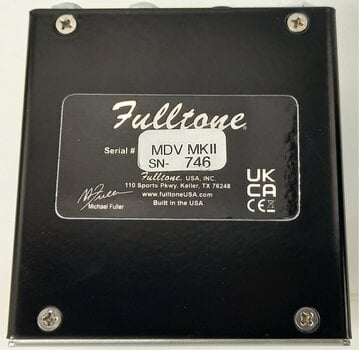 Fulltone®
Serial # MDV MKII
SN- 746
Fulltone, USA, INC.
110 Sports Pkwy, Keller, TX 76248
www.fulltoneUSA.com
Built in the USA
Michael Fuller
UK
CA
CE